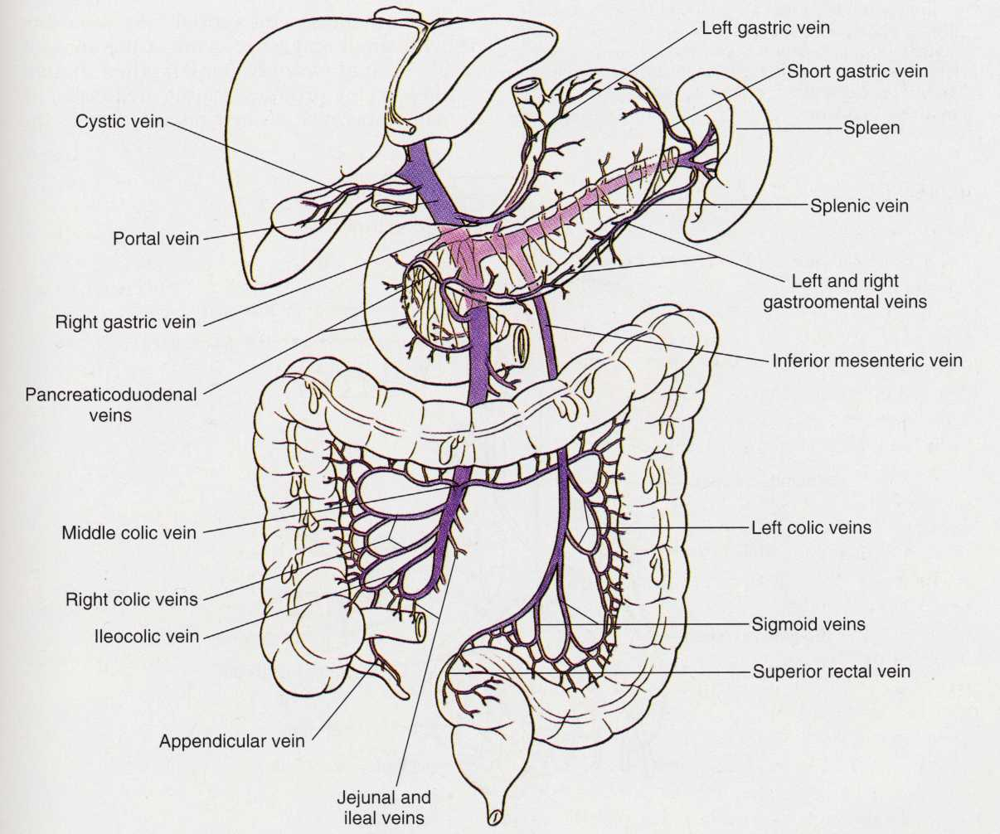 Left gastric vein
Short gastric vein
Cystic vein
Spleen
Splenic vein
Portal vein
Left and right
gastroomental veins
Right gastric vein
Inferior mesenteric vein
Pancreaticoduodenal
veins
Middle colic vein
Left colic veins
Right colic veins
Ileocolic vein
Sigmoid veins
Superior rectal vein
Appendicular vein
Jejunal and
ileal veins